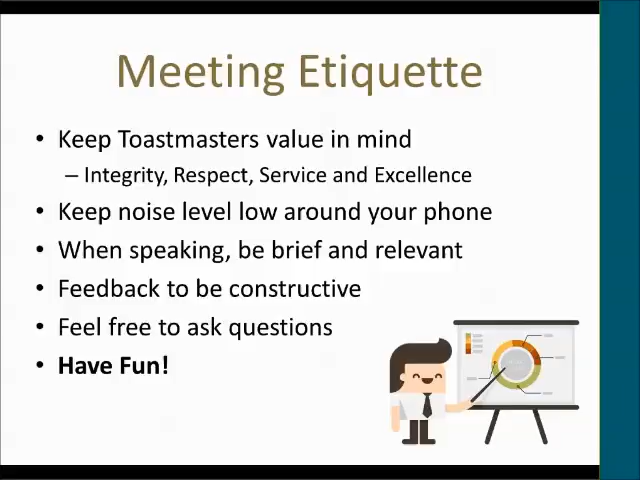 Meeting Etiquette
• Keep Toastmasters value in mind
– Integrity, Respect, Service and Excellence
• Keep noise level low around your phone
• When speaking, be brief and relevant
• Feedback to be constructive
• Feel free to ask questions
• Have Fun!